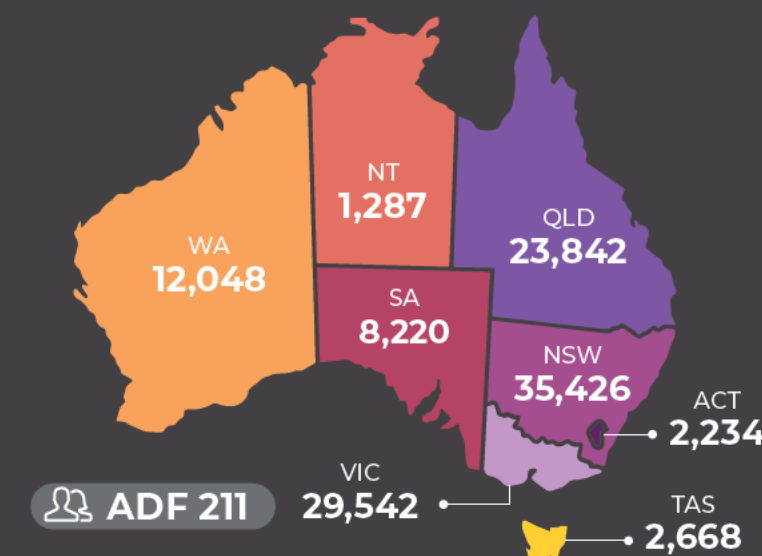 NT
1,287
QLD
23,842
WA
12,048
SA
8,220
NSW
35,426
ACT
2,234
VIC
29,542
ADF 211
TAS
2,668